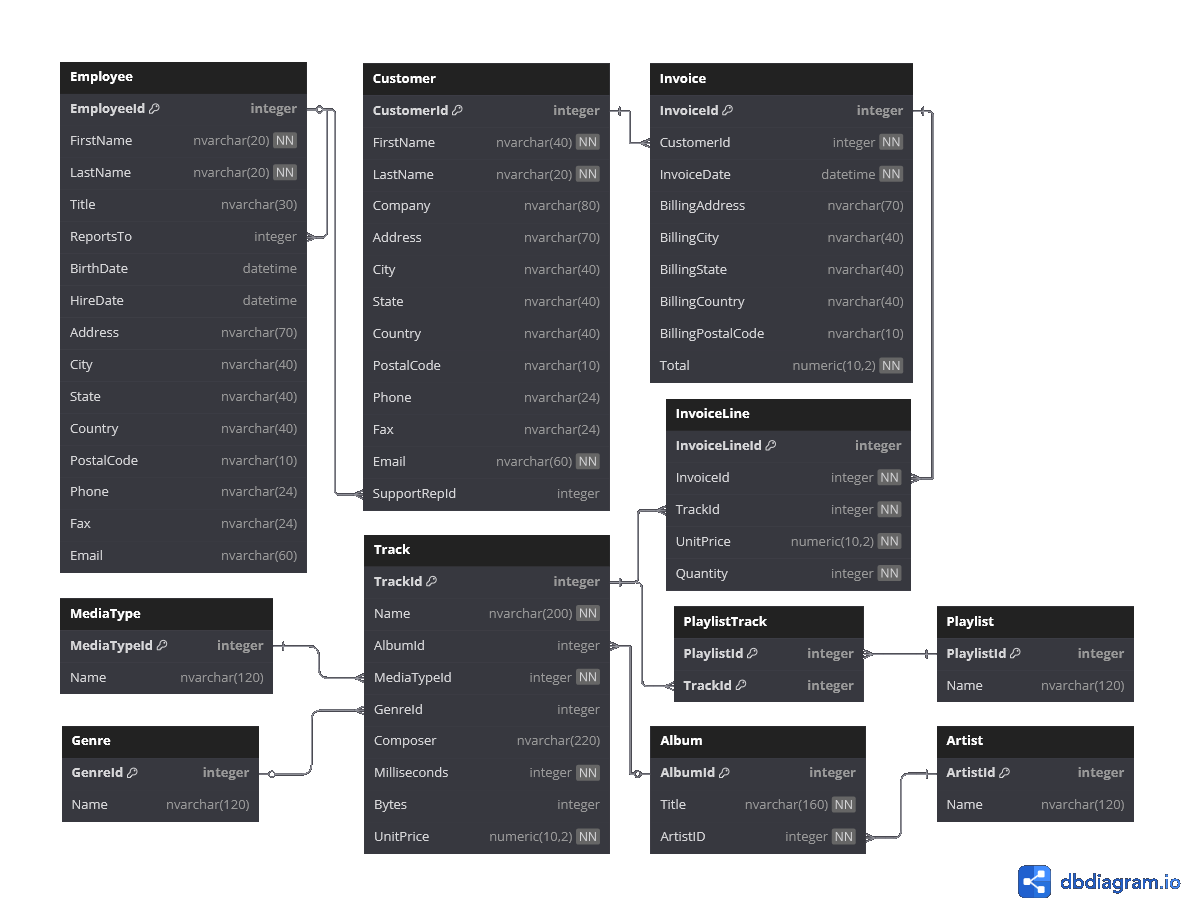 Employee
EmployeeId integer
FirstName nvarchar(20) NN
LastName nvarchar(20) NN
Title nvarchar(30)
ReportsTo integer
BirthDate datetime
HireDate datetime
Address nvarchar(70)
City nvarchar(40)
State nvarchar(40)
Country nvarchar(40)
PostalCode nvarchar(10)
Phone nvarchar(24)
Fax nvarchar(24)
Email nvarchar(60)
Customer
CustomerId integer
FirstName nvarchar(40) NN
LastName nvarchar(20) NN
Company nvarchar(80)
Address nvarchar(70)
City nvarchar(40)
State nvarchar(40)
Country nvarchar(40)
PostalCode nvarchar(10)
Phone nvarchar(24)
Fax nvarchar(24)
Email nvarchar(60) NN
SupportRepId integer
Invoice
InvoiceId integer
CustomerId integer NN
InvoiceDate datetime NN
BillingAddress nvarchar(70)
BillingCity nvarchar(40)
BillingState nvarchar(40)
BillingCountry nvarchar(40)
BillingPostalCode nvarchar(10)
Total numeric(10,2) NN
InvoiceLine
InvoiceLineId integer
InvoiceId integer NN
TrackId integer NN
UnitPrice numeric(10,2) NN
Quantity integer NN
Track
TrackId integer
Name nvarchar(200) NN
AlbumId integer
MediaTypeId integer NN
GenreId integer
Composer nvarchar(220)
Milliseconds integer NN
Bytes integer
UnitPrice numeric(10,2) NN
MediaType
MediaTypeId integer
Name nvarchar(120)
Genre
GenreId integer
Name nvarchar(120)
PlaylistTrack
PlaylistId integer
TrackId integer
Playlist
PlaylistId integer
Name nvarchar(120)
Album
AlbumId integer
Title nvarchar(160) NN
ArtistID integer NN
Artist
ArtistId integer
Name nvarchar(120)
dbdiagram.io